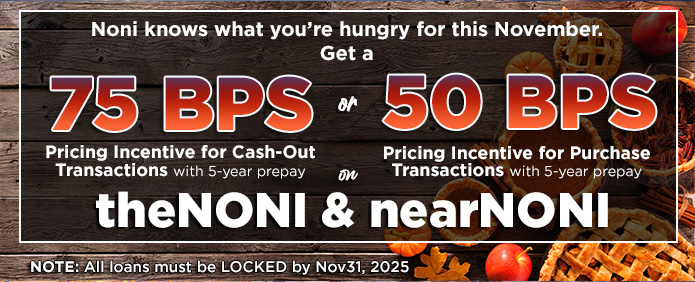 Noni knows what you're hungry for this November.
Get a
75 BPS or 50 BPS
Pricing Incentive for Cash-Out
Transactions with 5-year prepay
on
Pricing Incentive for Purchase
Transactions with 5-year prepay
theNONI & nearNONI
NOTE: All loans must be LOCKED by Nov31, 2025